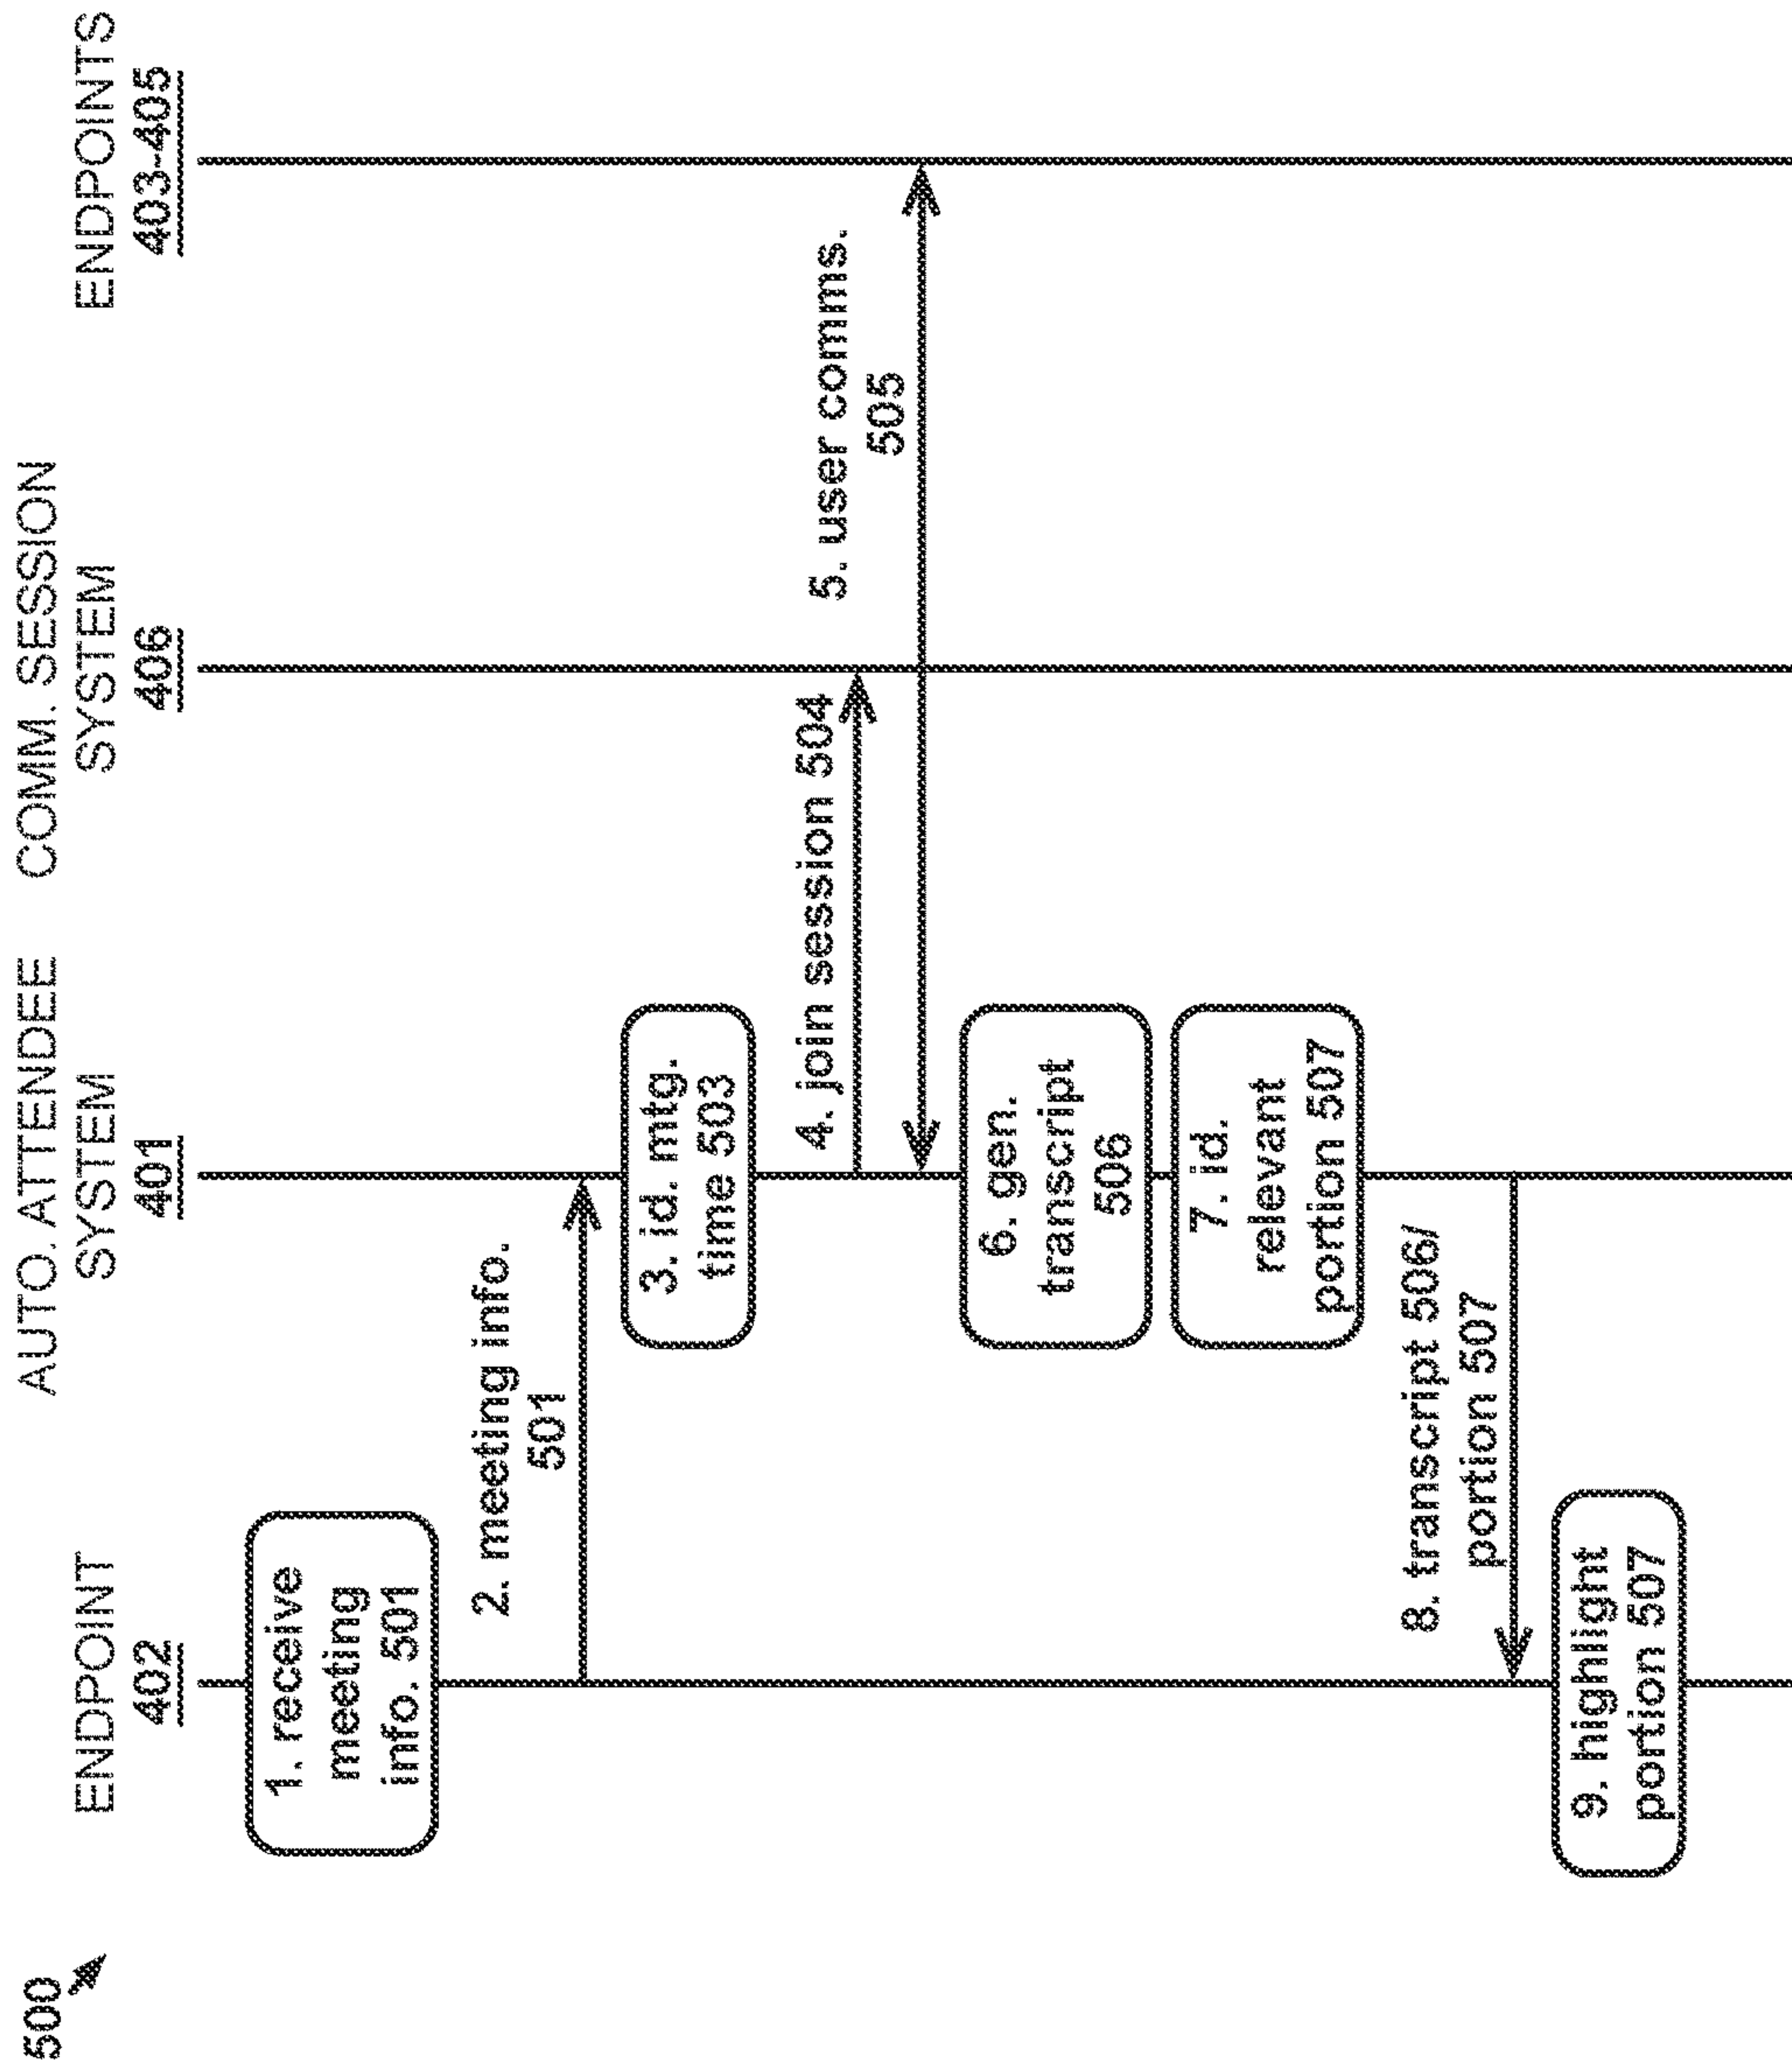 500
ENDPOINT
402
AUTO. ATTENDEE
SYSTEM
401
COMM. SESSION
SYSTEM
406
ENDPOINTS
403-405
1. receive
meeting
info. 501
2. meeting info.
501
3. id. mtg.
time 503
4. join session 504
5. user comms.
505
6. gen.
transcript
506
7. id.
relevant
portion 507
8. transcript 506/
portion 507
9. highlight
portion 507